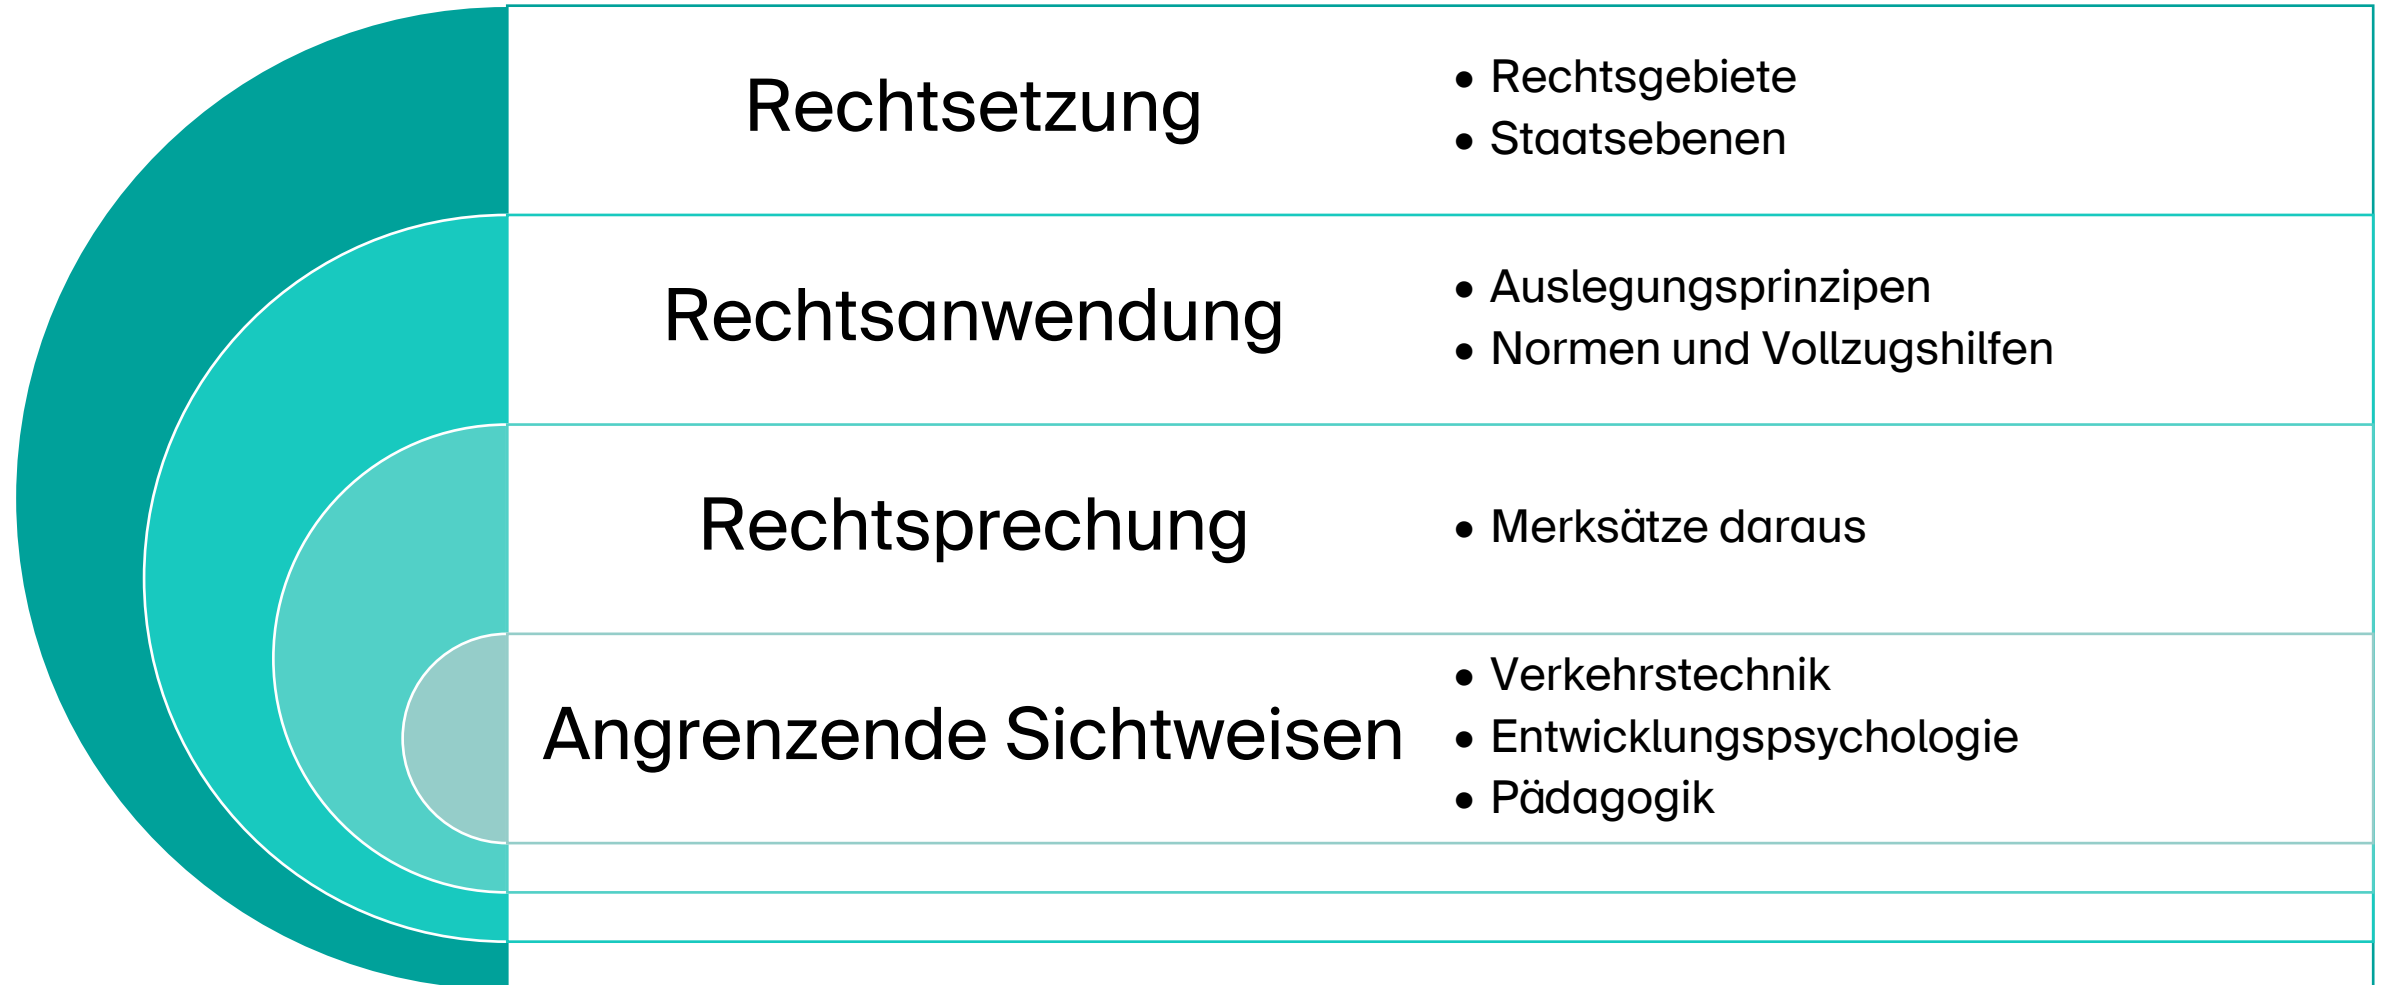 Rechtsetzung
• Rechtsgebiete
• Staatsebenen
Rechtsanwendung
• Auslegungsprinzipen
• Normen und Vollzugshilfen
Rechtsprechung
• Merksätze daraus
Angrenzende Sichtweisen
• Verkehrstechnik
• Entwicklungspsychologie
• Pädagogik